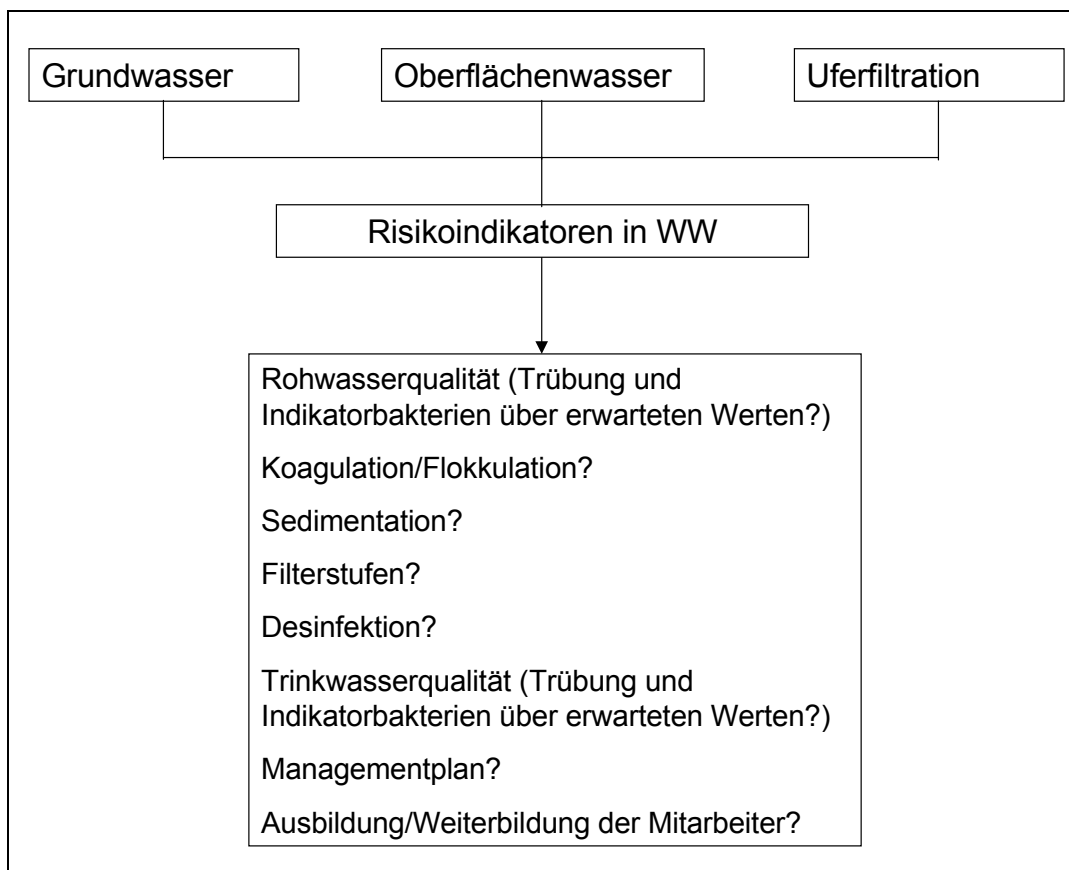 Grundwasser
Oberflächenwasser
Uferfiltration
Risikoindikatoren in WW
Rohwasserqualität (Trübung und
Indikatorbakterien über erwarteten Werten?)
Koagulation/Flokkulation?
Sedimentation?
Filterstufen?
Desinfektion?
Trinkwasserqualität (Trübung und
Indikatorbakterien über erwarteten Werten?)
Managementplan?
Ausbildung/Weiterbildung der Mitarbeiter?